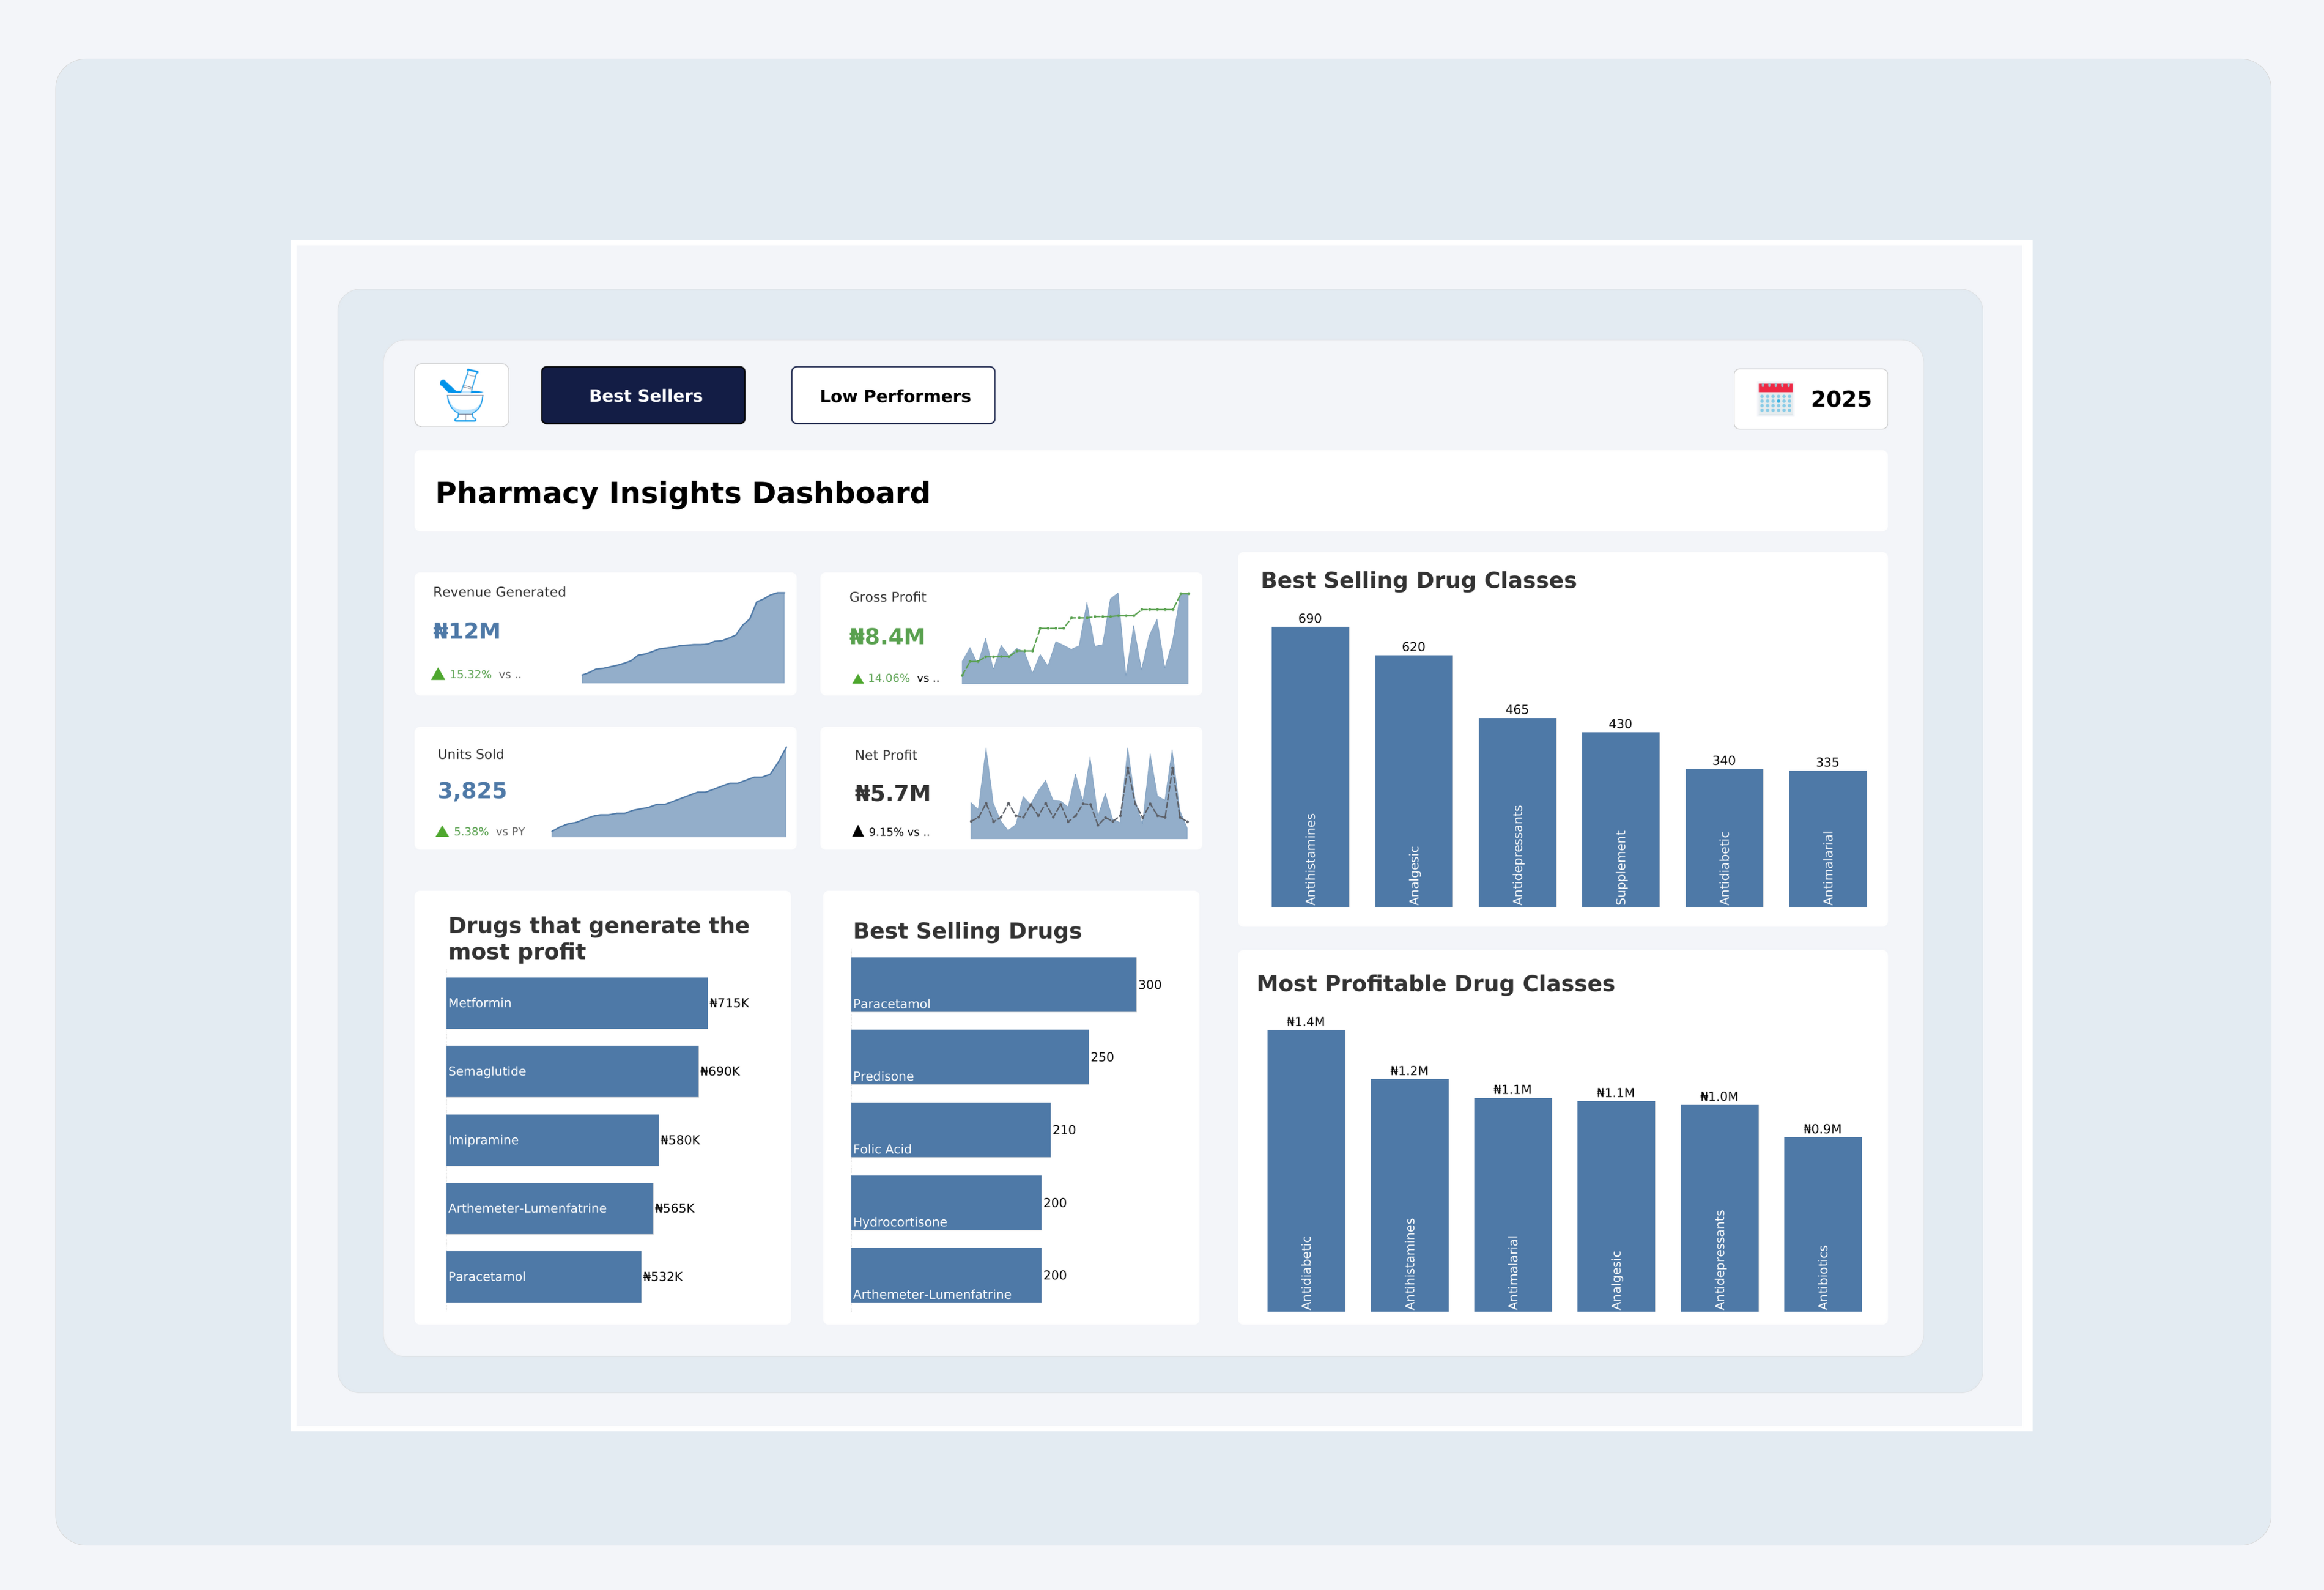 Best Sellers
Low Performers
2025
Pharmacy Insights Dashboard
Revenue Generated
₦12M
▲ 15.32% vs ..
Gross Profit
₦8.4M
▲ 14.06% vs ..
Units Sold
3,825
▲ 5.38% vs PY
Net Profit
₦5.7M
▲ 9.15% vs ..
Best Selling Drug Classes
690
620
465
430
340
335
Antihistamines
Analgesic
Antidepressants
Supplement
Antidiabetic
Antimalarial
Drugs that generate the
most profit
Metformin ₦715K
Semaglutide ₦690K
Imipramine ₦580K
Arthemeter-Lumenfatrine ₦565K
Paracetamol ₦532K
Best Selling Drugs
Paracetamol 300
Predisone 250
Folic Acid 210
Hydrocortisone 200
Arthemeter-Lumenfatrine 200
Most Profitable Drug Classes
₦1.4M
₦1.2M
₦1.1M
₦1.1M
₦1.0M
₦0.9M
Antidiabetic
Antihistamines
Antimalarial
Analgesic
Antidepressants
Antibiotics